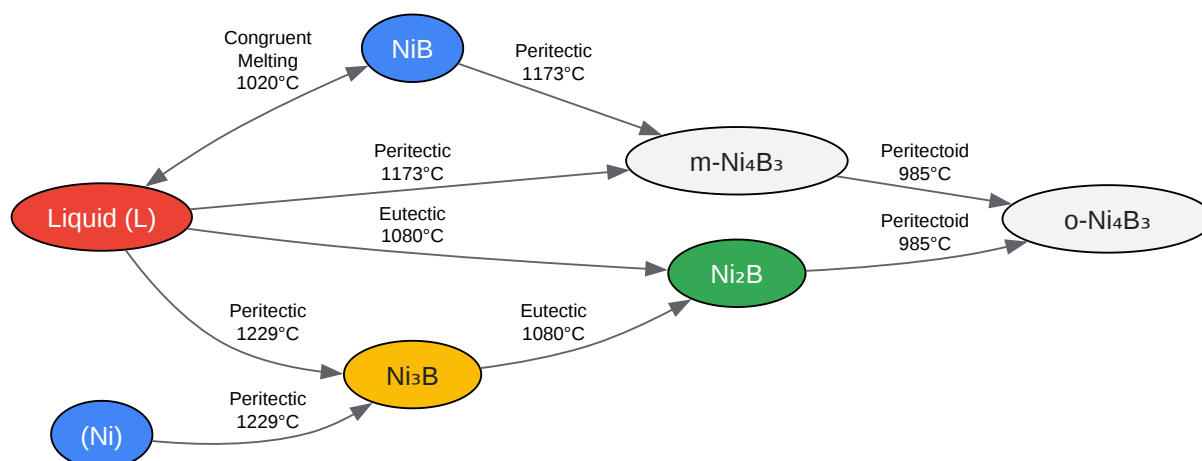 Congruent
Melting
1020°C
NiB
Peritectic
1173°C
Peritectic
1173°C
m-Ni₄B₃
Peritectoid
985°C
Liquid (L)
Eutectic
1080°C
Peritectoid
985°C
o-Ni₄B₃
Ni₂B
Peritectic
1229°C
Eutectic
1080°C
Ni₃B
Peritectic
1229°C
(Ni)